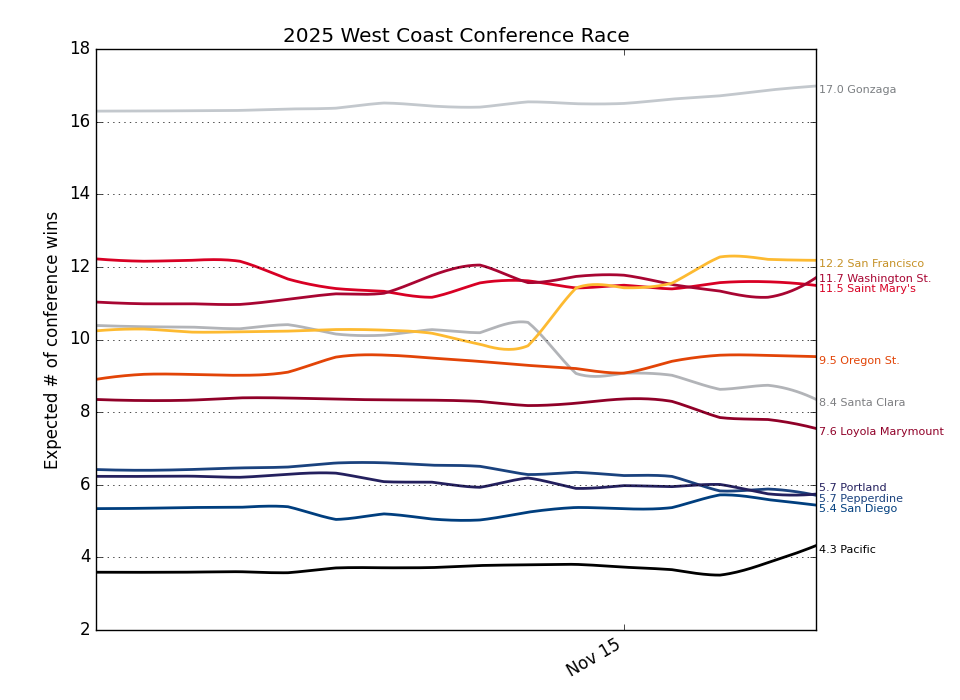 2025 West Coast Conference Race
Expected # of conference wins
18
16
14
12
10
8
6
4
2
Nov 15
17.0 Gonzaga
12.2 San Francisco
11.7 Washington St.
11.5 Saint Mary's
9.5 Oregon St.
8.4 Santa Clara
7.6 Loyola Marymount
5.7 Portland
5.7 Pepperdine
5.4 San Diego
4.3 Pacific